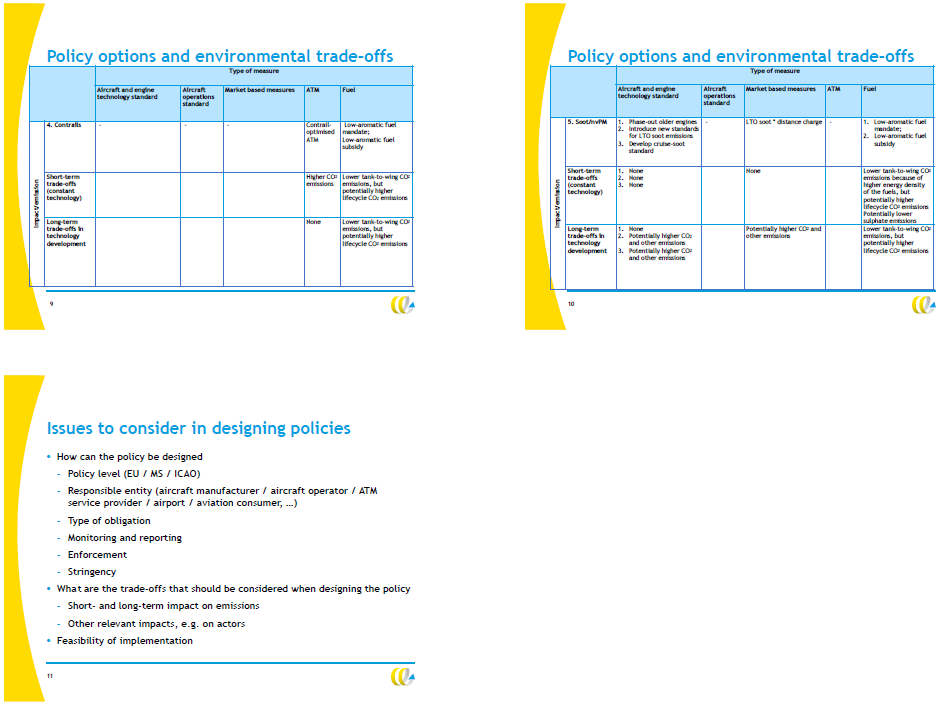 Policy options and environmental trade-offs
Type of measure
Aircraft and engine technology standard
Aircraft operations standard
Market based measures
ATM
Fuel
Impact/emission
4. Contrails
-
-
-
Contrail-optimised ATM
Low-aromatic fuel mandate;
Low-aromatic fuel subsidy
Short-term trade-offs (constant technology)
Higher CO² emissions
Lower tank-to-wing CO² emissions, but potentially higher lifecycle CO² emissions
Long-term trade-offs in technology development
None
Lower tank-to-wing CO² emissions, but potentially higher lifecycle CO² emissions
9
Policy options and environmental trade-offs
Type of measure
Aircraft and engine technology standard
Aircraft operations standard
Market based measures
ATM
Fuel
Impact/emission
5. Soot/nvPM
1. Phase-out older engines
2. Introduce new standards for LTO soot emissions
3. Develop cruise-soot standard
-
LTO soot * distance charge
-
1. Low-aromatic fuel mandate;
2. Low-aromatic fuel subsidy
Short-term trade-offs (constant technology)
1. None
2. None
3. None
None
Lower tank-to-wing CO² emissions because of higher energy density of the fuels, but potentially higher lifecycle CO² emissions
Potentially lower sulphate emissions
Long-term trade-offs in technology development
1. None
2. Potentially higher CO₂ and other emissions
3. Potentially higher CO² and other emissions
Potentially higher CO² and other emissions
Lower tank-to-wing CO² emissions, but potentially higher lifecycle CO² emissions
10
Issues to consider in designing policies
• How can the policy be designed
- Policy level (EU / MS / ICAO)
- Responsible entity (aircraft manufacturer / aircraft operator / ATM
service provider / airport / aviation consumer, …)
- Type of obligation
- Monitoring and reporting
- Enforcement
- Stringency
• What are the trade-offs that should be considered when designing the policy
- Short- and long-term impact on emissions
- Other relevant impacts, e.g. on actors
• Feasibility of implementation
11